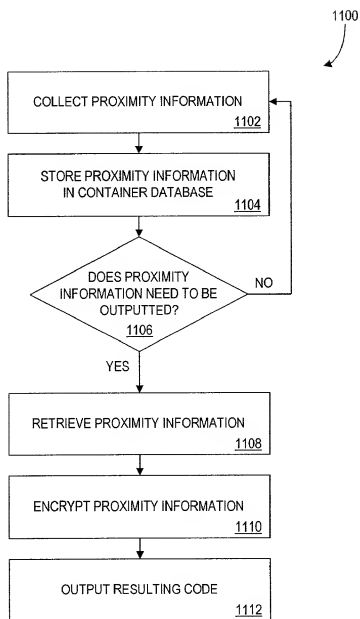 1100
COLLECT PROXIMITY INFORMATION
1102
STORE PROXIMITY INFORMATION
IN CONTAINER DATABASE
1104
DOES PROXIMITY
INFORMATION NEED TO BE
OUTPUTTED?
1106
NO
YES
RETRIEVE PROXIMITY INFORMATION
1108
ENCRYPT PROXIMITY INFORMATION
1110
OUTPUT RESULTING CODE
1112